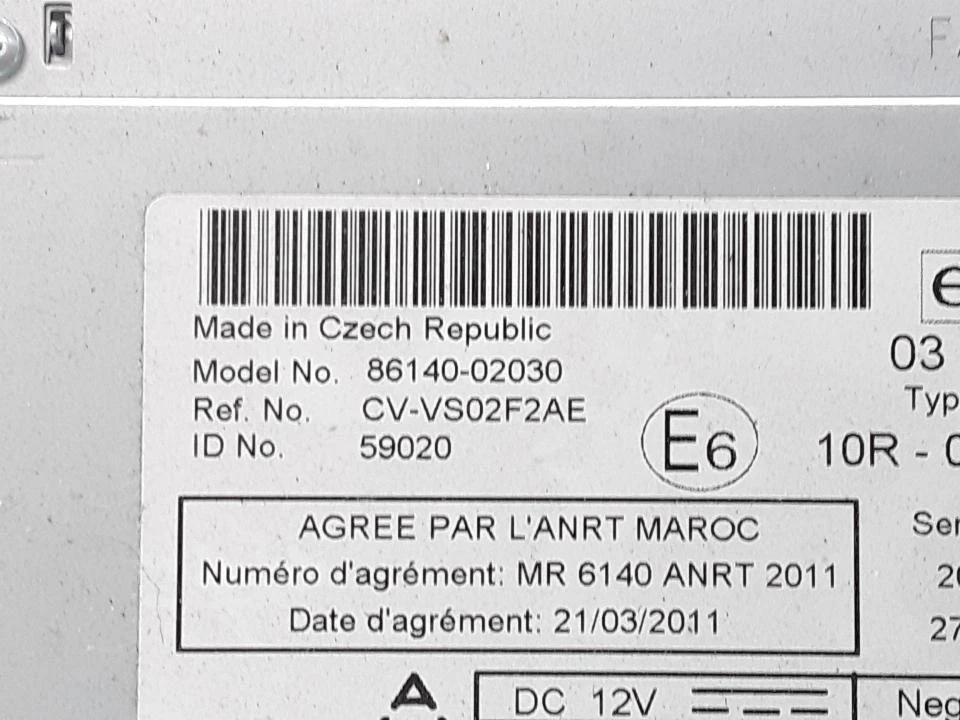 Made in Czech Republic
Model No. 86140-02030
Ref. No. CV-VS02F2AE
ID No. 59020
E6
03
10R -
AGREE PAR L'ANRT MAROC
Numéro d'agrément: MR 6140 ANRT 2011
Date d'agrément: 21/03/2011
27
DC 12V